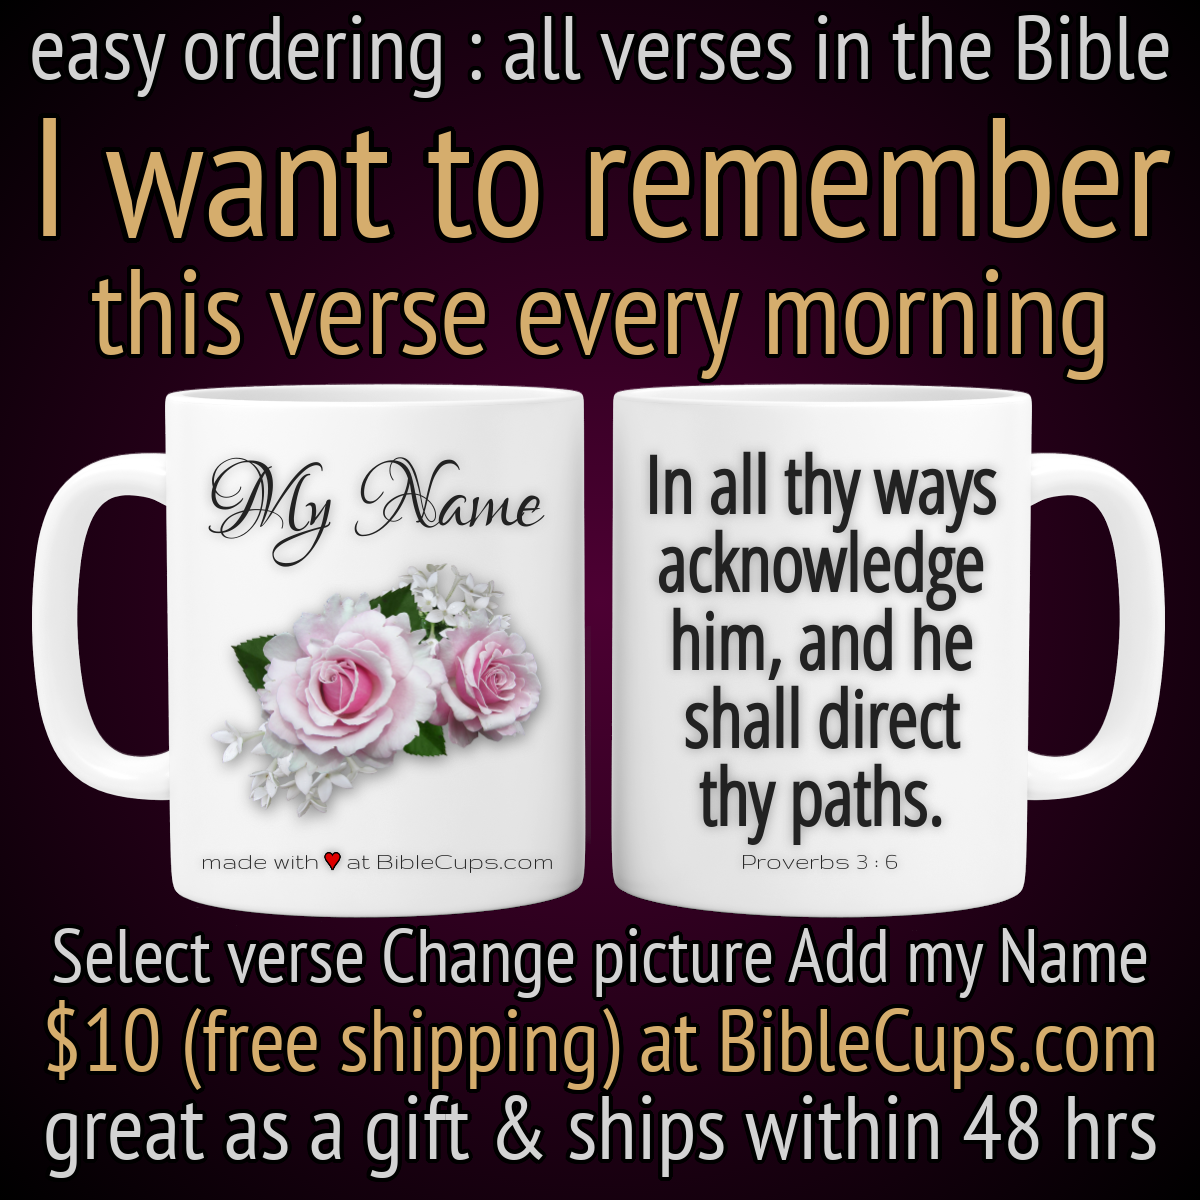 easy ordering : all verses in the Bible
I want to remember
this verse every morning
My Name
made with ♥ at BibleCups.com
In all thy ways
acknowledge
him, and he
shall direct
thy paths.
Proverbs 3 : 6
Select verse Change picture Add my Name
$10 (free shipping) at BibleCups.com
great as a gift & ships within 48 hrs